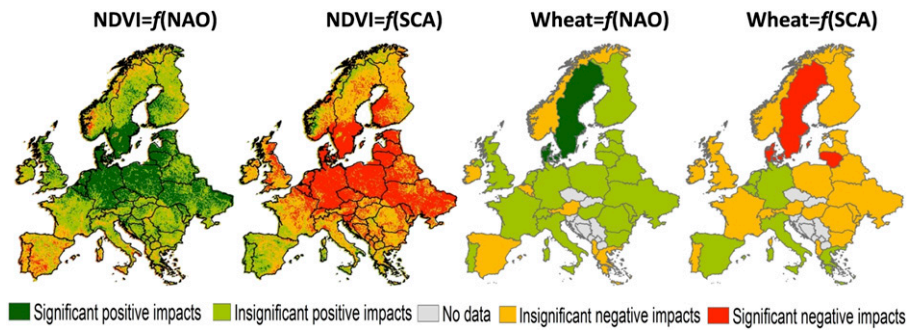 NDVI=f(NAO) NDVI=f(SCA) Wheat=f(NAO) Wheat=f(SCA)
Significant positive impacts Insignificant positive impacts No data Insignificant negative impacts Significant negative impacts